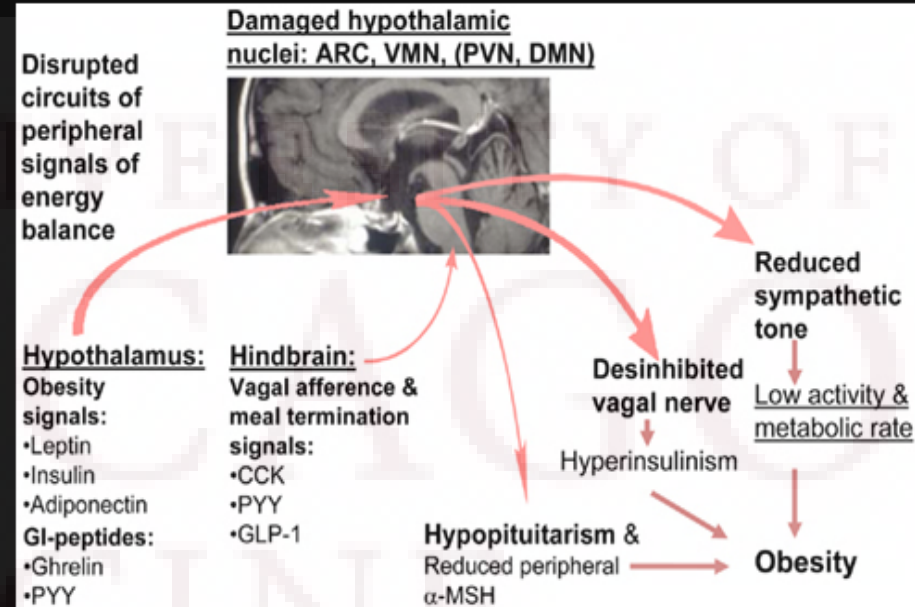 Damaged hypothalamic
nuclei: ARC, VMN, (PVN, DMN)
Disrupted
circuits of
peripheral
signals of
energy
balance
Hypothalamus:
Obesity
signals:
•Leptin
•Insulin
•Adiponectin
GI-peptides:
•Ghrelin
•PYY
Hindbrain:
Vagal afference &
meal termination
signals:
•CCK
•PYY
•GLP-1
Hypopituitarism &
Reduced peripheral
α-MSH
Desinhibited
vagal nerve
Hyperinsulinism
Reduced
sympathetic
tone
Low activity &
metabolic rate
Obesity